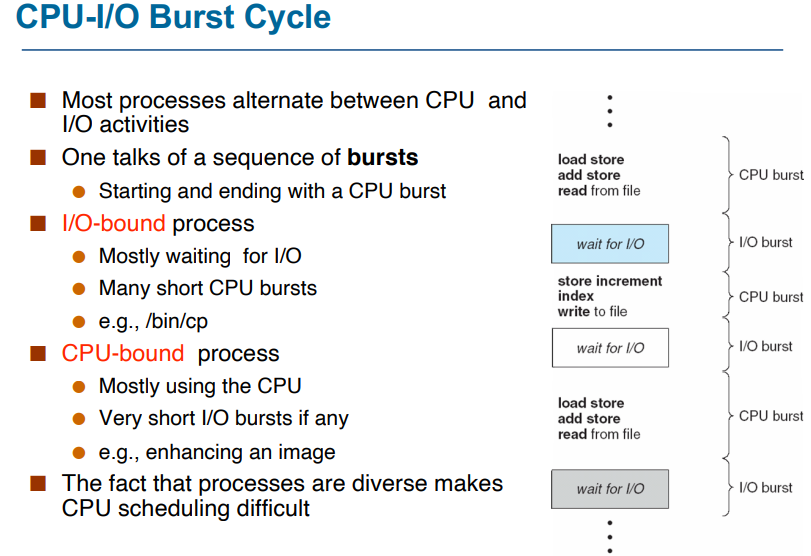 CPU-I/O Burst Cycle
Most processes alternate between CPU and
I/O activities
One talks of a sequence of bursts
Starting and ending with a CPU burst
I/O-bound process
Mostly waiting for I/O
Many short CPU bursts
e.g., /bin/cp
CPU-bound process
Mostly using the CPU
Very short I/O bursts if any
e.g., enhancing an image
The fact that processes are diverse makes
CPU scheduling difficult
load store
add store
read from file
CPU burst
wait for I/O
I/O burst
store increment
index
write to file
CPU burst
wait for I/O
I/O burst
load store
add store
read from file
CPU burst
wait for I/O
I/O burst